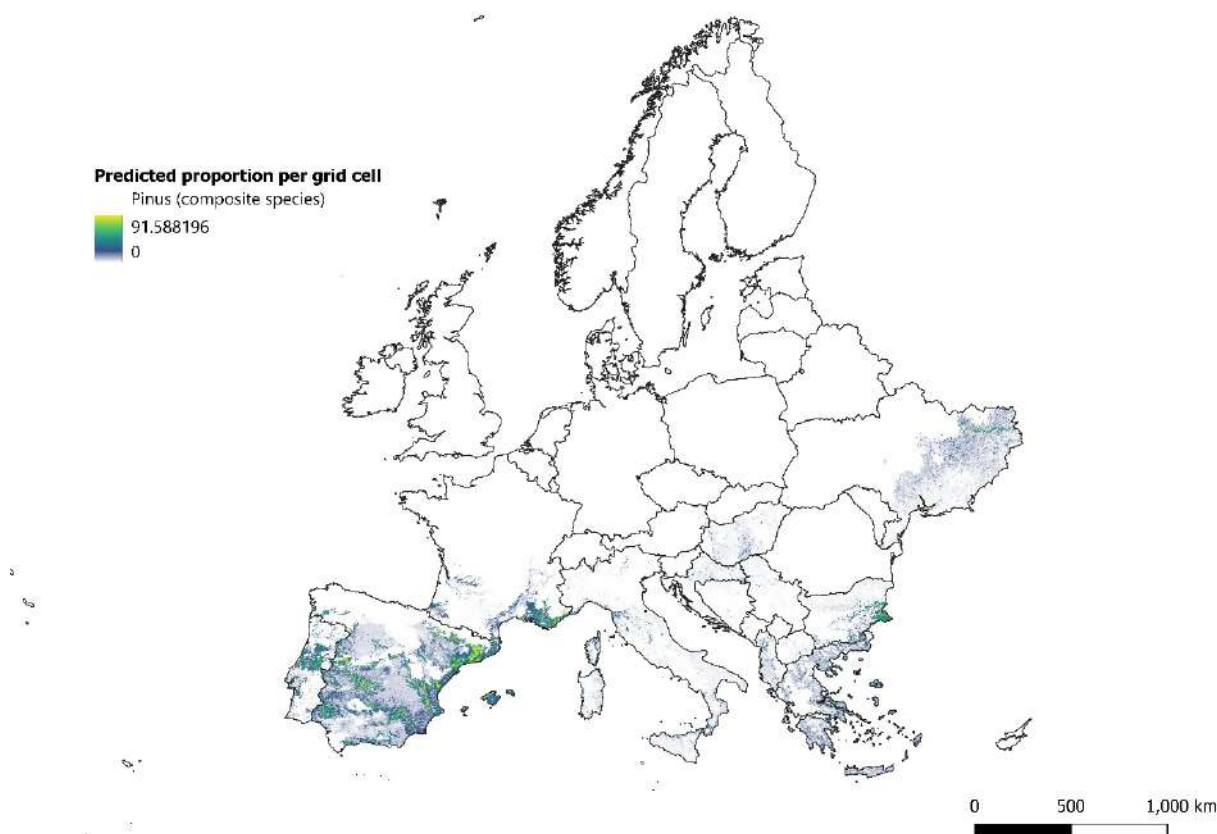 Predicted proportion per grid cell
Pinus (composite species)
91.588196
0
0 500 1,000 km